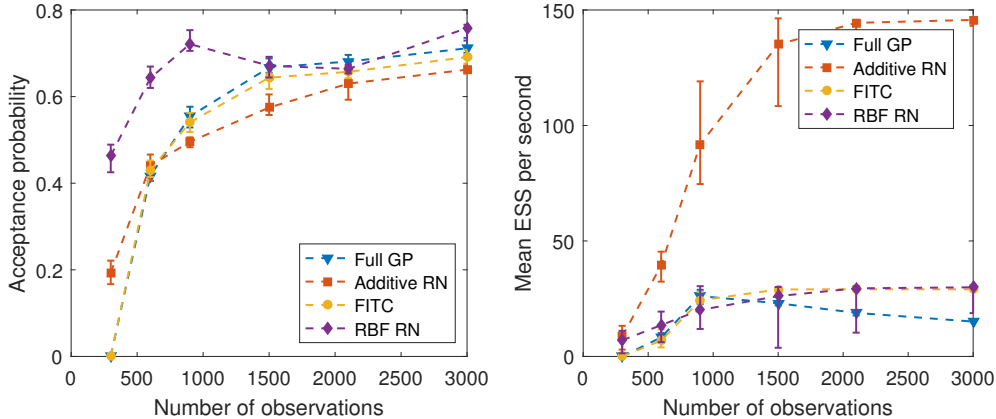 0.8
0.6
0.4
0.2
0
Acceptance probability
0 500 1000 1500 2000 2500 3000
Number of observations
Full GP
Additive RN
FITC
RBF RN
150
100
50
0
Mean ESS per second
0 500 1000 1500 2000 2500 3000
Number of observations
Full GP
Additive RN
FITC
RBF RN